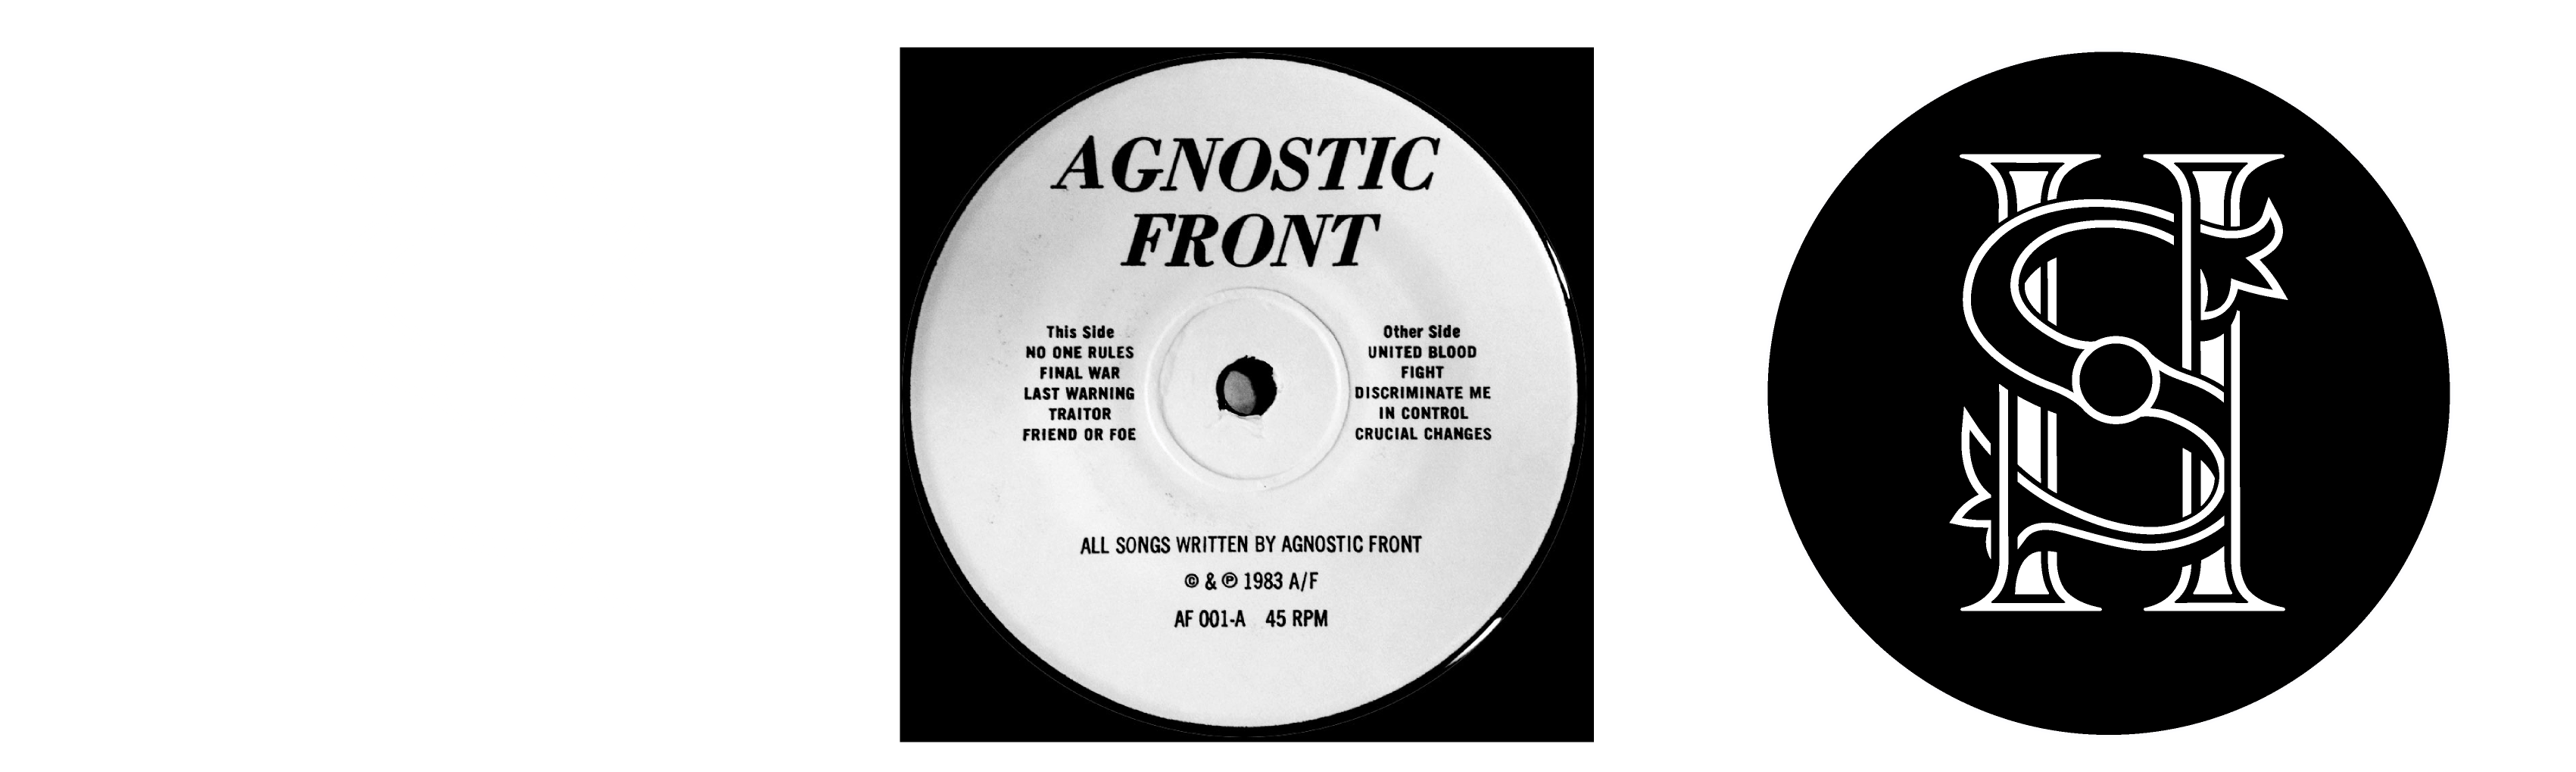 AGNOSTIC
FRONT
This Side
NO ONE RULES
FINAL WAR
LAST WARNING
TRAITOR
FRIEND OR FOE
Other Side
UNITED BLOOD
FIGHT
DISCRIMINATE ME
IN CONTROL
CRUCIAL CHANGES
ALL SONGS WRITTEN BY AGNOSTIC FRONT
© & ℗ 1983 A/F
AF 001-A 45 RPM
SH